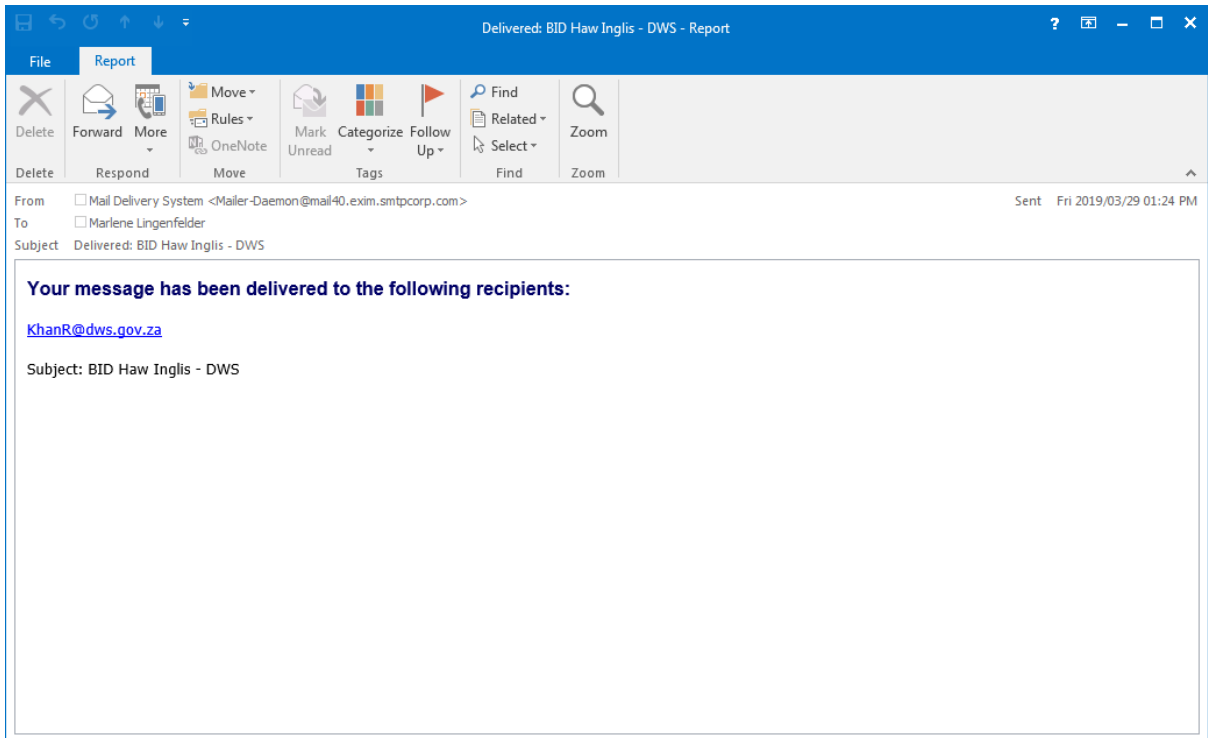 Delivered: BID Haw Inglis - DWS - Report
?
File Report
Delete
Forward
More
Move
Rules
OneNote
Mark Unread
Categorize
Follow Up
Find
Related
Select
Zoom
Delete Respond Move Tags Find Zoom
From Mail Delivery System <Mailer-Daemon@mail40.exim.smtpcorp.com> Sent Fri 2019/03/29 01:24 PM
To Marlene Lingenfelder
Subject Delivered: BID Haw Inglis - DWS
Your message has been delivered to the following recipients:
KhanR@dws.gov.za
Subject: BID Haw Inglis - DWS